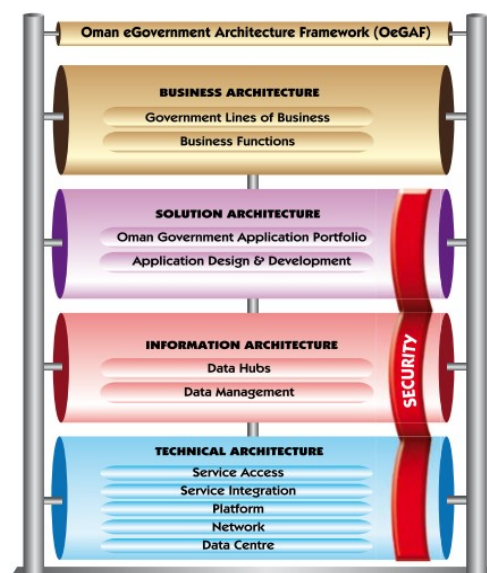 Oman eGovernment Architecture Framework (OeGAF)
BUSINESS ARCHITECTURE
Government Lines of Business
Business Functions
SOLUTION ARCHITECTURE
Oman Government Application Portfolio
Application Design & Development
INFORMATION ARCHITECTURE
Data Hubs
Data Management
SECURITY
TECHNICAL ARCHITECTURE
Service Access
Service Integration
Platform
Network
Data Centre